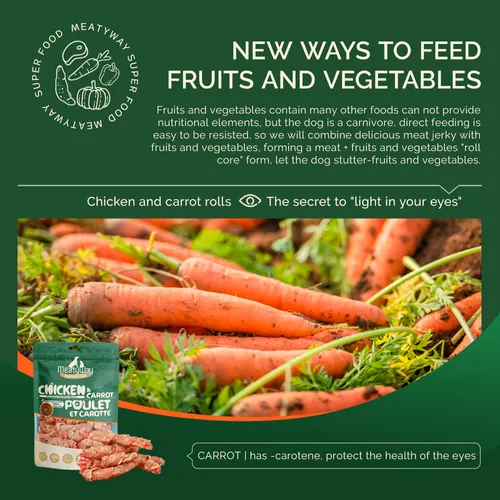 SUPER FOOD MEATYWAY SUPER FOOD MEATYWAY
NEW WAYS TO FEED
FRUITS AND VEGETABLES
Fruits and vegetables contain many other foods can not provide
nutritional elements, but the dog is a carnivore, direct feeding is
easy to be resisted, so we will combine delicious meat jerky with
fruits and vegetables, forming a meat + fruits and vegetables "roll
core" form, let the dog stutter-fruits and vegetables.
Chicken and carrot rolls
The secret to "light in your eyes"
Meatyway
CHICKEN &
CARROT
POULET
ET CAROTTE
CARROT | has -carotene, protect the health of the eyes